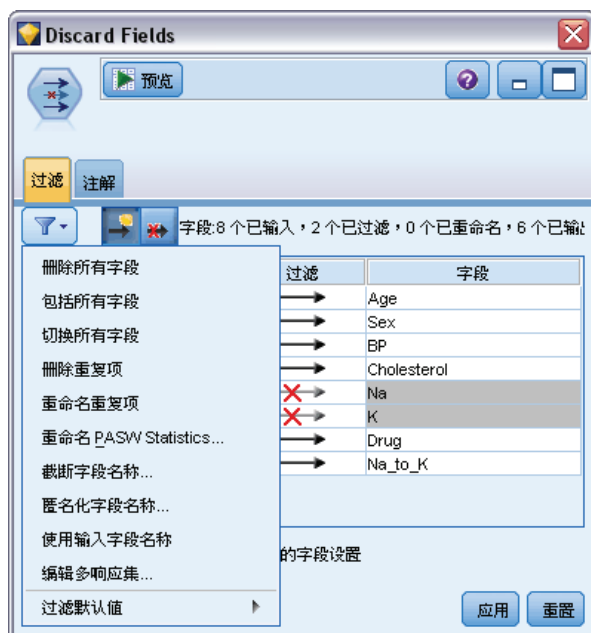 Discard Fields
预览
过滤
注解
字段:8 个已输入，2 个已过滤，0 个已重命名，6 个已输出
删除所有字段
包括所有字段
切换所有字段
删除重复项
重命名重复项
重命名 PASW Statistics...
截断字段名称...
匿名化字段名称...
使用输入字段名称
编辑多响应集...
过滤默认值
过滤
字段
Age
Sex
BP
Cholesterol
Na
K
Drug
Na_to_K
的字段设置
应用
重置